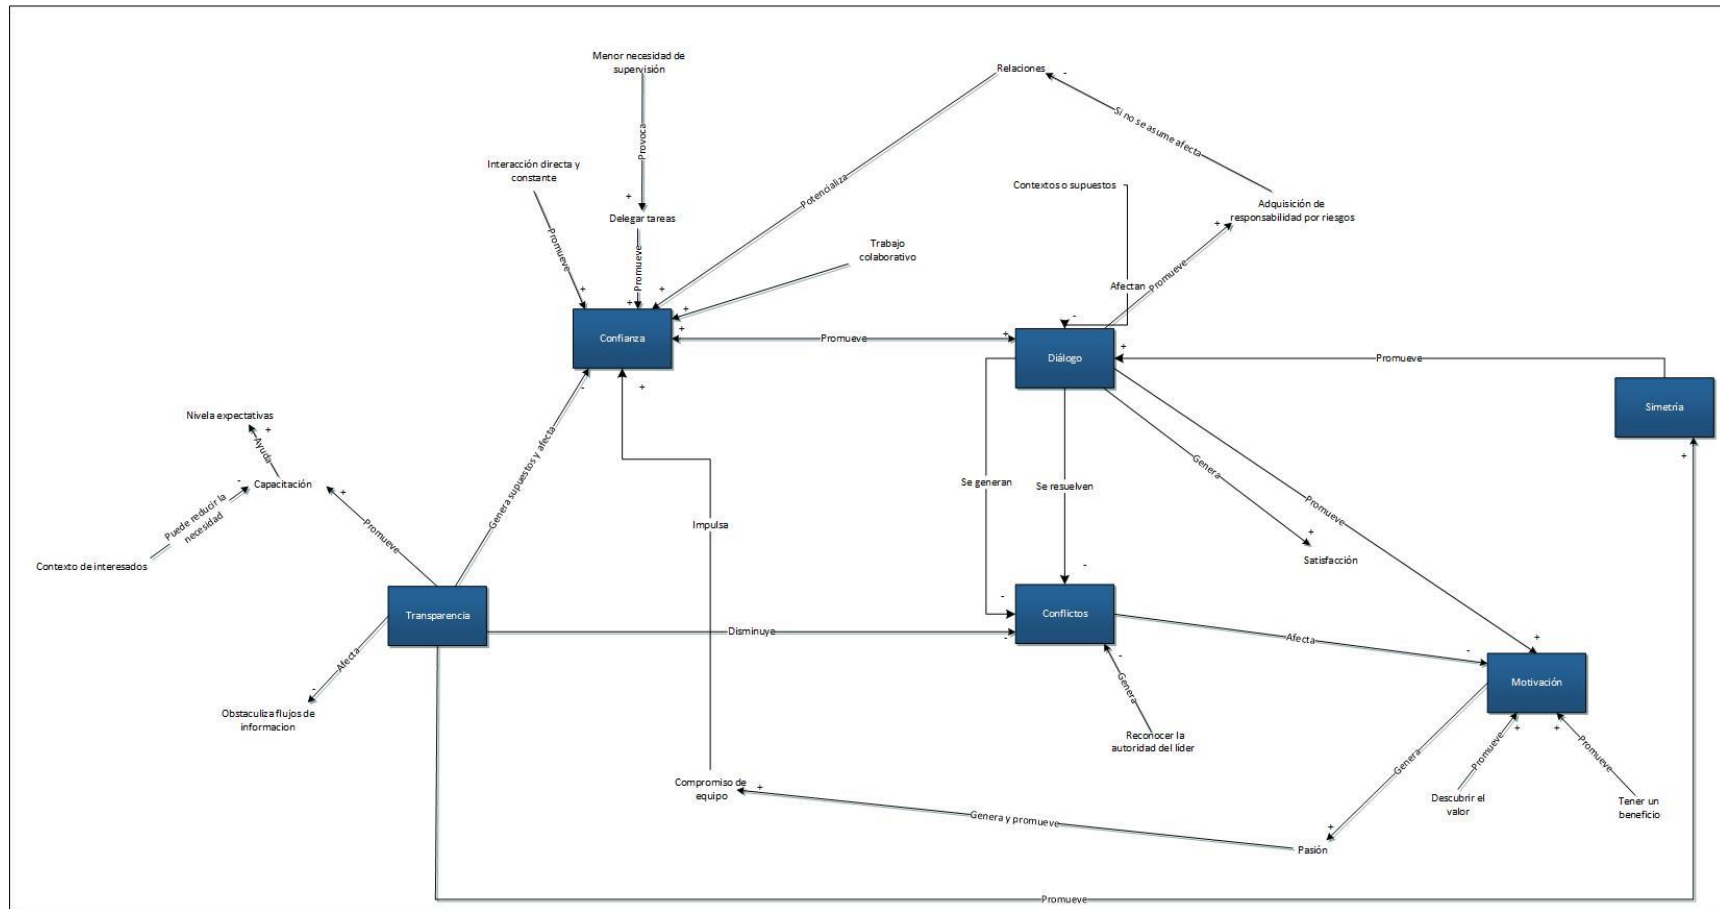 Menor necesidad de
supervisión
Relaciones
-
Provoca
Si no se asume afecta
Interacción directa y
constante
Potencializa
Contextos o supuestos
+
Delegar tareas
Adquisición de
responsabilidad por riesgos
+
Promueve
Promueve
Trabajo
colaborativo
Afectan
Promueve
+
+
+
+
-
Confianza
+
Promueve
+
Diálogo
+
Promueve
Simetría
-
+
+
Nivela expectativas
+
Ayuda
Genera supuestos y afecta
Genera
Promueve
Capacitación
-
+
Se generan
Se resuelven
Puede reducir la
necesidad
Promueve
Impulsa
+
Satisfacción
Contexto de interesados
Transparencia
-
-
Conflictos
Disminuye
-
Afecta
+
-
Motivación
Afecta
-
Obstaculiza flujos de
informacion
-
Genera
Reconocer la
autoridad del líder
+
+
Promueve
Promueve
Genera
Compromiso de
equipo
+
Genera y promueve
+
Pasión
Descubrir el
valor
Tener un
beneficio
Promueve